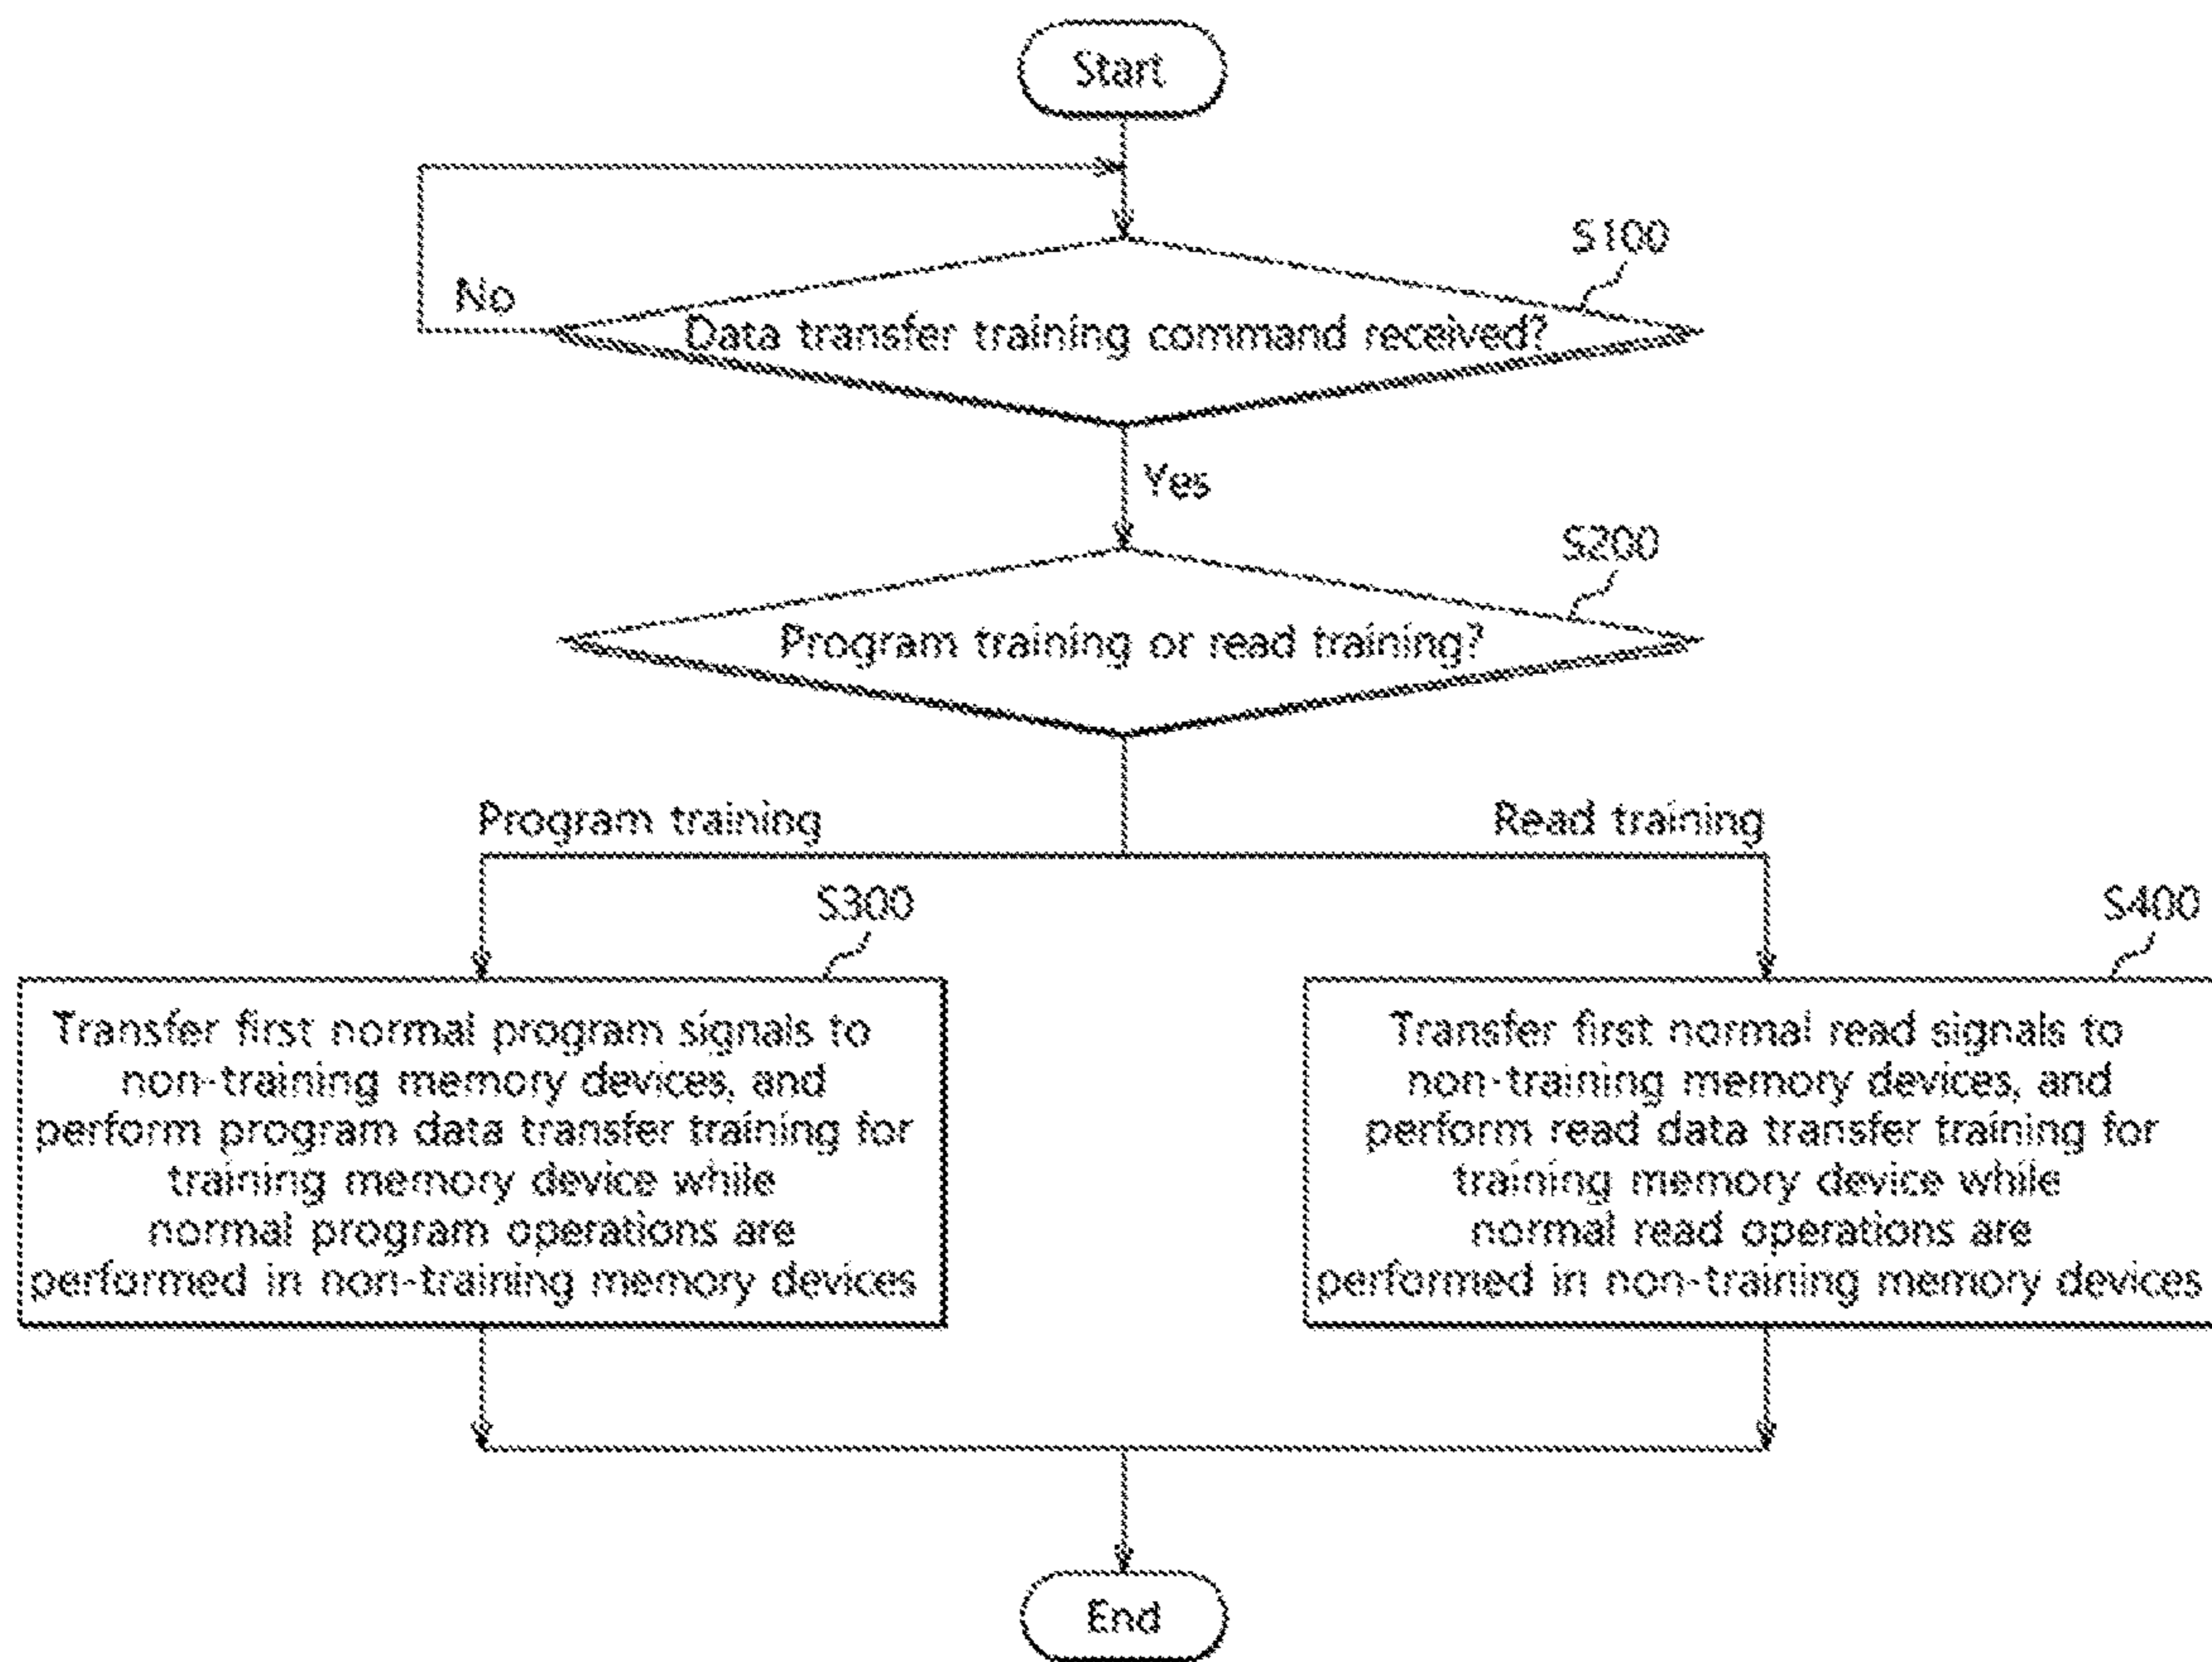 Start
S100
No
Data transfer training command received?
Yes
S200
Program training or read training?
Program training
Read training
S300
S400
Transfer first normal program signals to
non-training memory devices, and
perform program data transfer training for
training memory device while
normal program operations are
performed in non-training memory devices
Transfer first normal read signals to
non-training memory devices, and
perform read data transfer training for
training memory device while
normal read operations are
performed in non-training memory devices
End